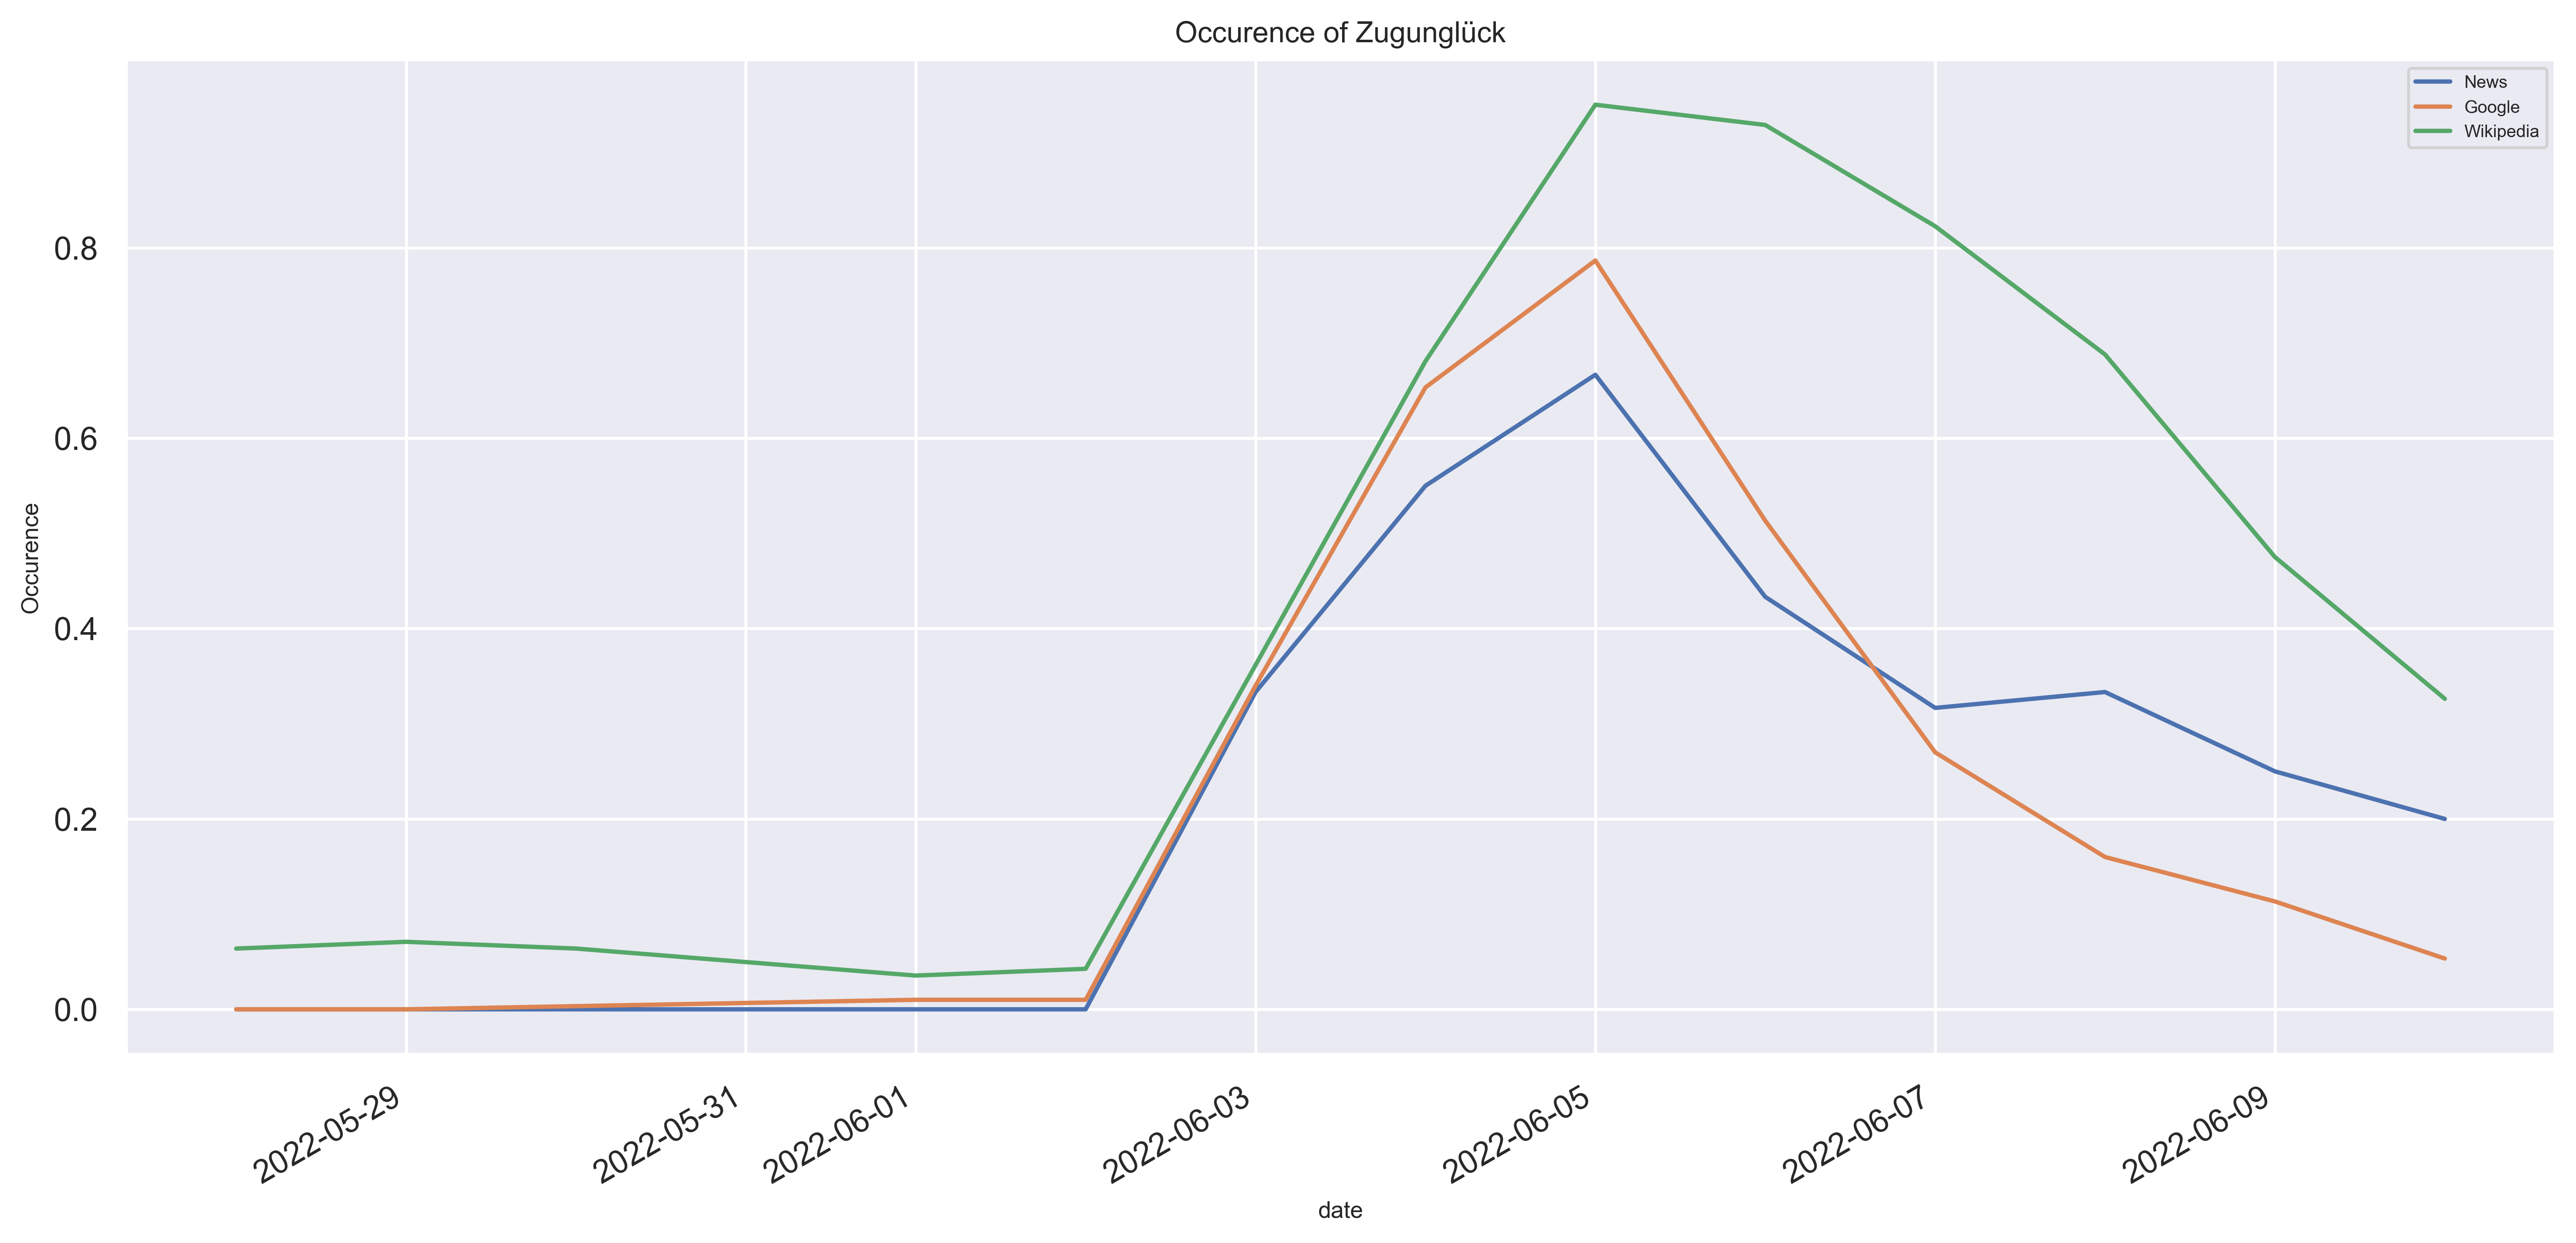 Occurence of Zugunglück
News
Google
Wikipedia
Occurence
0.8
0.6
0.4
0.2
0.0
2022-05-29
2022-05-31
2022-06-01
2022-06-03
2022-06-05
2022-06-07
2022-06-09
date